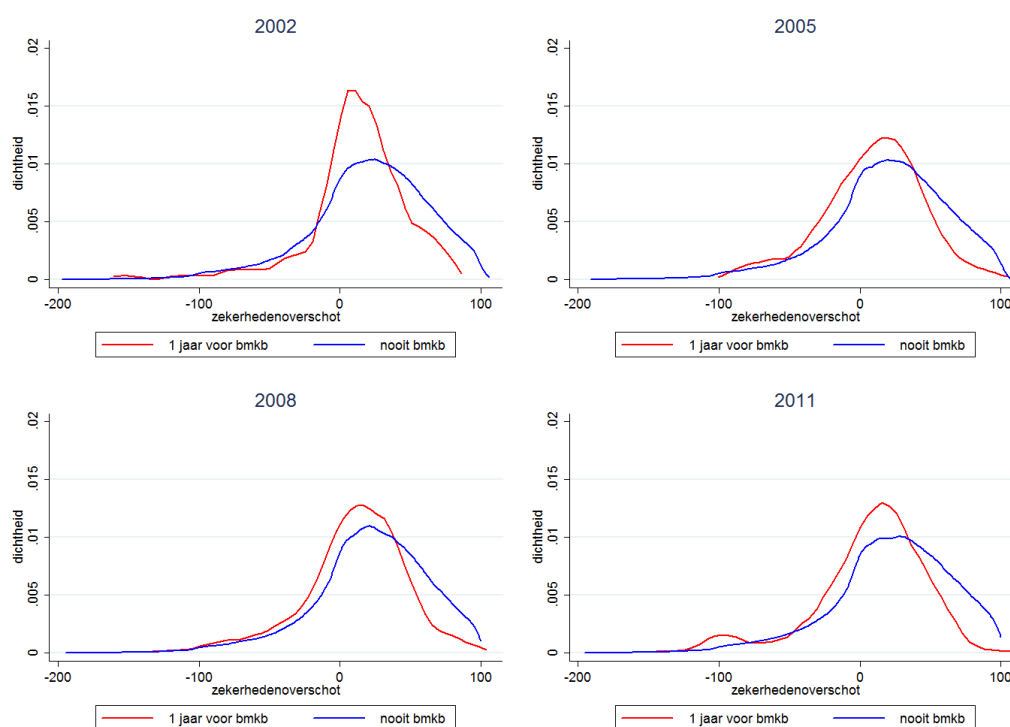 2002
.02
.015
.01
.005
0
dichtheid
-200 -100 0 100
zekerhedenoverschot
1 jaar voor bmkb nooit bmkb
2005
.02
.015
.01
.005
0
dichtheid
-200 -100 0 100
zekerhedenoverschot
1 jaar voor bmkb nooit bmkb
2008
.02
.015
.01
.005
0
dichtheid
-200 -100 0 100
zekerhedenoverschot
1 jaar voor bmkb nooit bmkb
2011
.02
.015
.01
.005
0
dichtheid
-200 -100 0 100
zekerhedenoverschot
1 jaar voor bmkb nooit bmkb